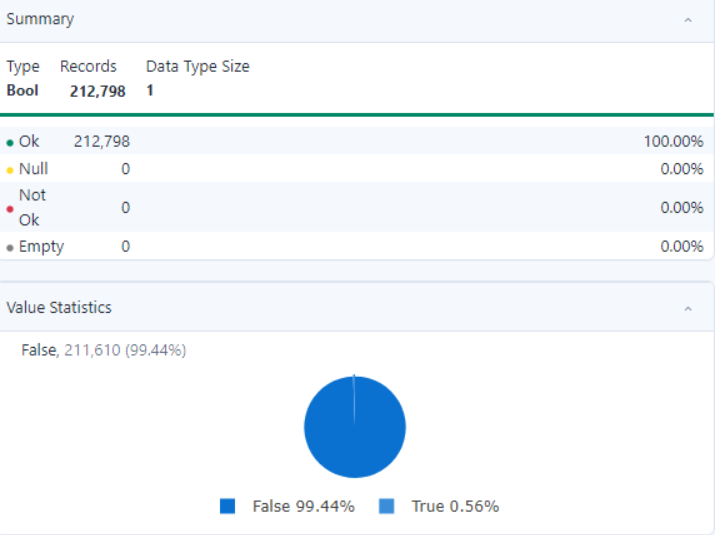 Summary
Type Records Data Type Size
Bool 212,798 1
Ok 212,798 100.00%
Null 0 0.00%
Not
Ok 0 0.00%
Empty 0 0.00%
Value Statistics
False, 211,610 (99.44%)
False 99.44% True 0.56%